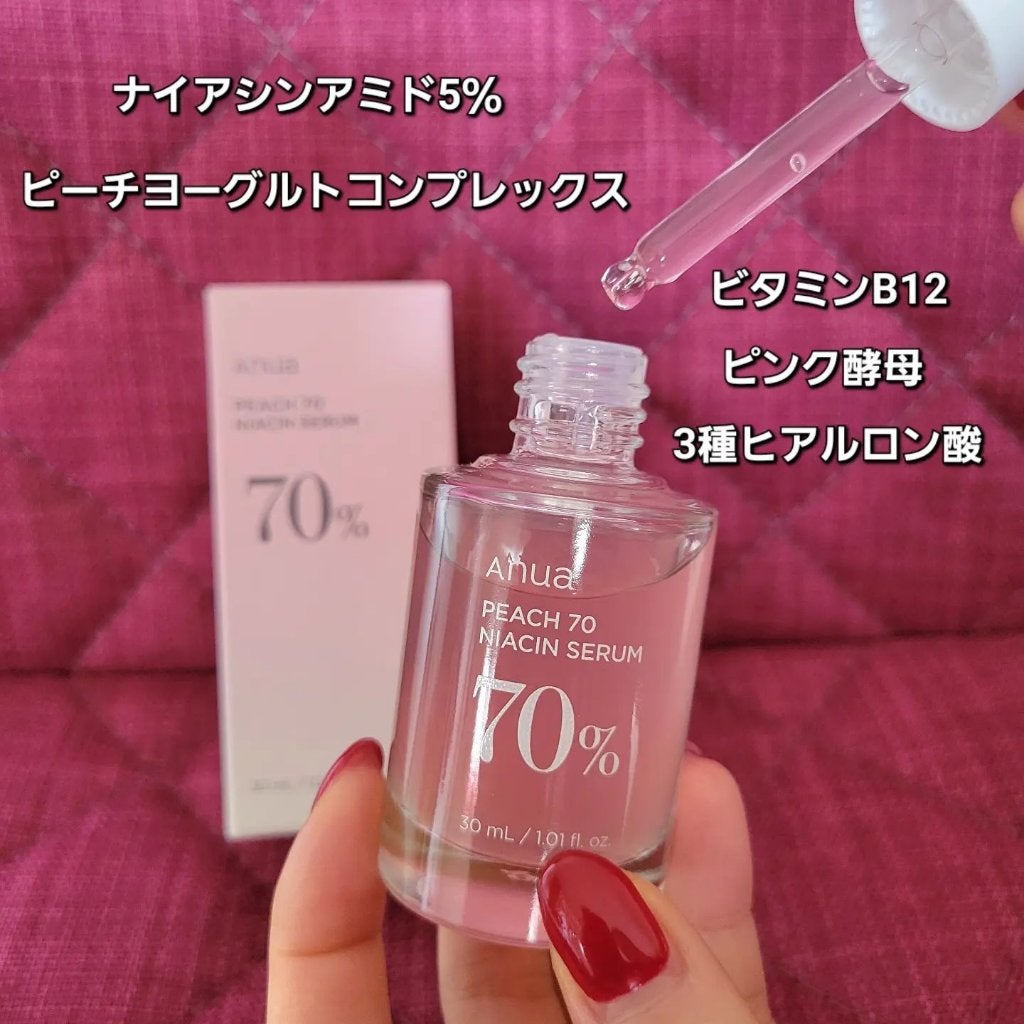 ナイアシンアミド5%
ピーチヨーグルトコンプレックス
ビタミンB12
ピンク酵母
3種ヒアルロン酸
Anua
PEACH 70
NIACIN SERUM
70%
Anua
PEACH 70
NIACIN SERUM
70%
30 mL / 1.01 fl. oz.